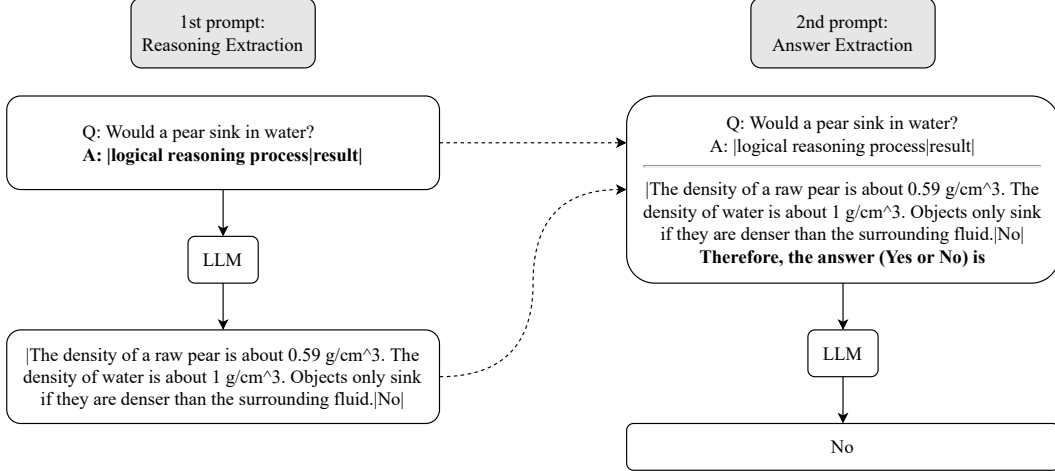 1st prompt:
Reasoning Extraction
Q: Would a pear sink in water?
A: |logical reasoning process|result|
LLM
|The density of a raw pear is about 0.59 g/cm^3. The
density of water is about 1 g/cm^3. Objects only sink
if they are denser than the surrounding fluid.|No|
2nd prompt:
Answer Extraction
Q: Would a pear sink in water?
A: |logical reasoning process|result|
|The density of a raw pear is about 0.59 g/cm^3. The
density of water is about 1 g/cm^3. Objects only sink
if they are denser than the surrounding fluid.|No|
Therefore, the answer (Yes or No) is
LLM
No